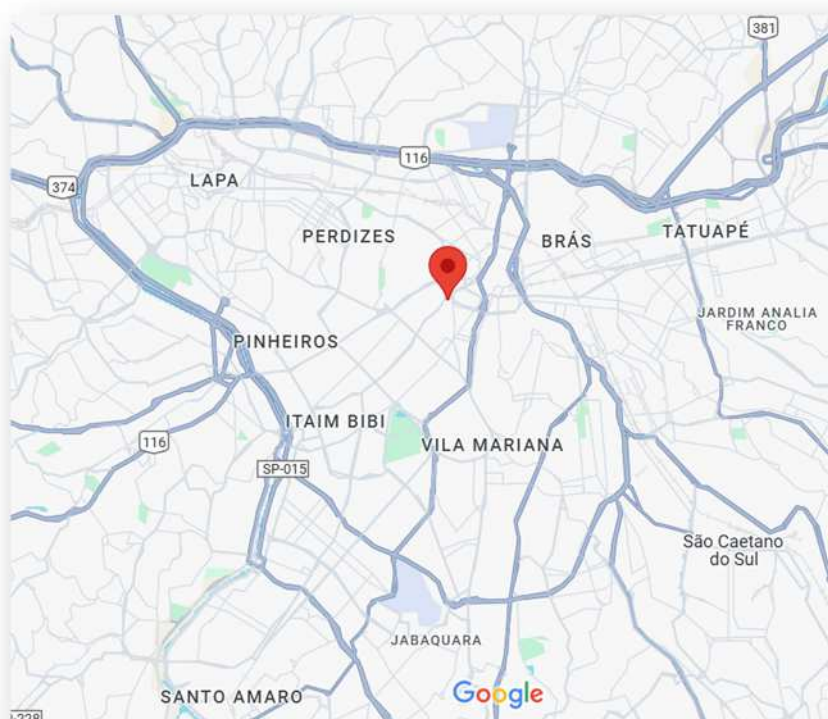 381
116
374
LAPA
PERDIZES
BRÁS
TATUAPÉ
JARDIM ANALIA
FRANCO
PINHEIROS
ITAIM BIBI
116
VILA MARIANA
SP-015
São Caetano
do Sul
JABAQUARA
SANTO AMARO
Google